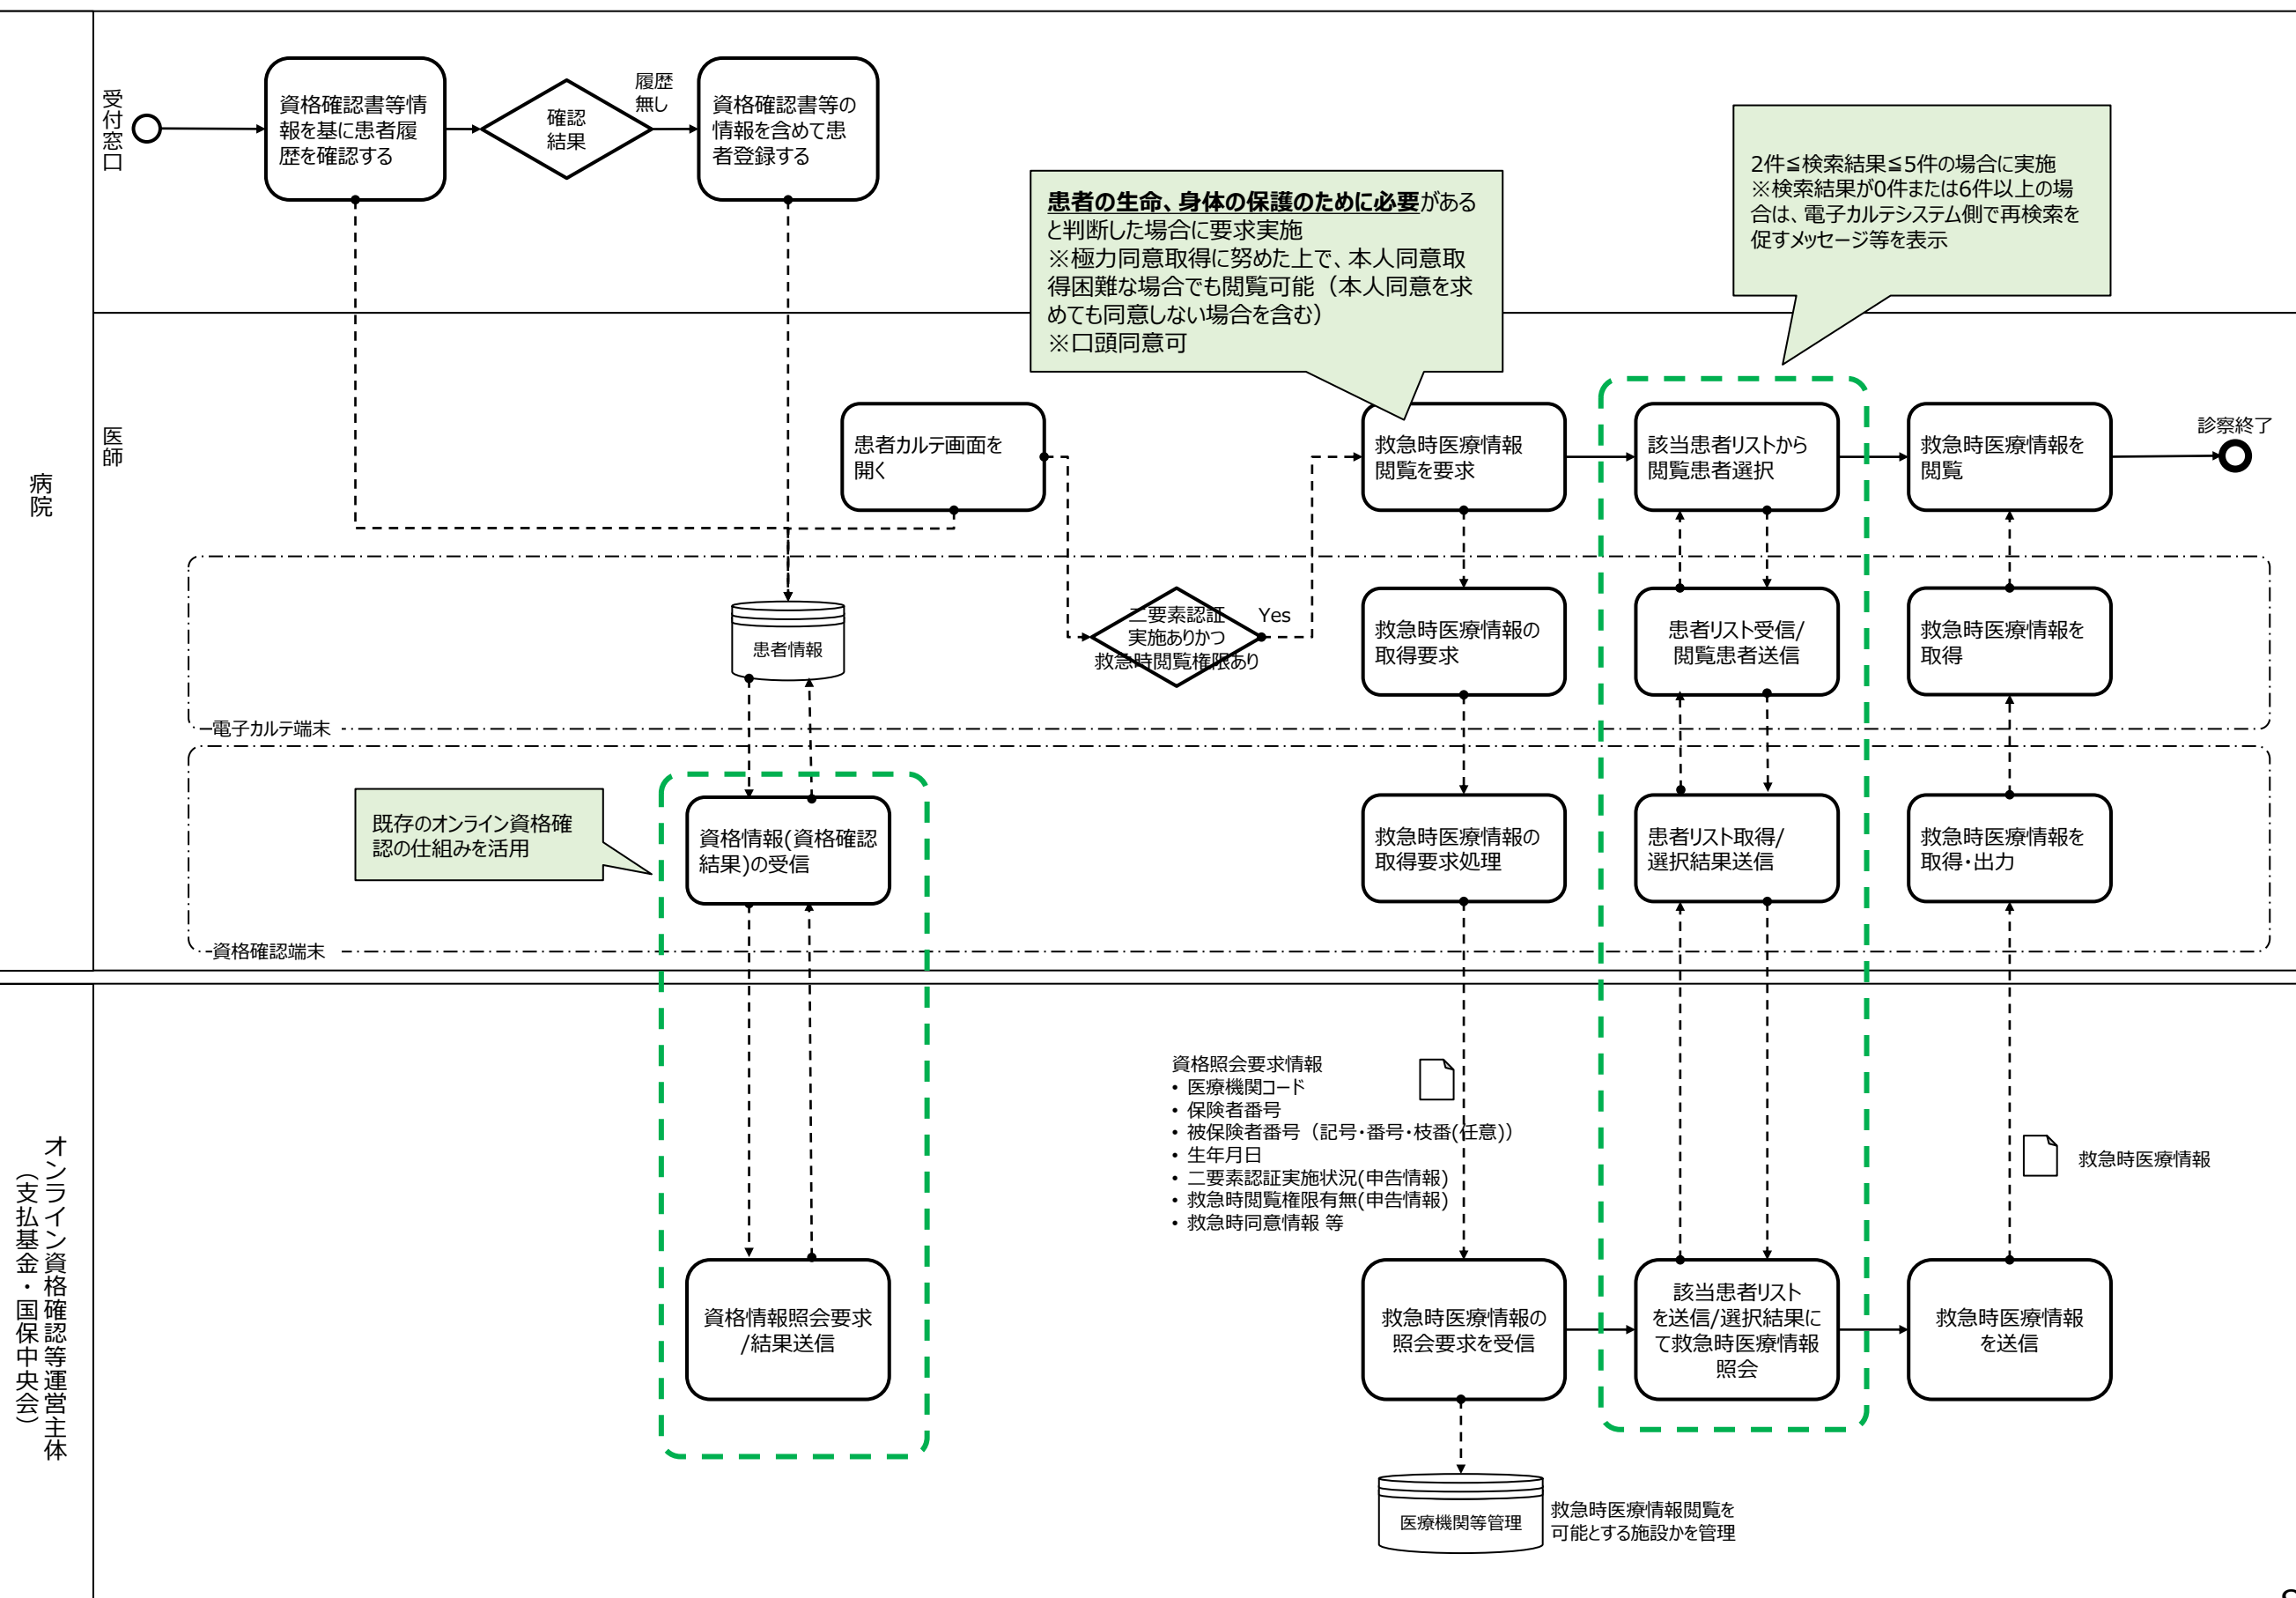 受付窓口
資格確認書等情
報を基に患者履
歴を確認する
確認
結果
履歴
無し
資格確認書等の
情報を含めて患
者登録する
2件≦検索結果≦5件の場合に実施
※検索結果が0件または6件以上の場
合は、電子カルテシステム側で再検索を
促すメッセージ等を表示
患者の生命、身体の保護のために必要がある
と判断した場合に要求実施
※極力同意取得に努めた上で、本人同意取
得困難な場合でも閲覧可能（本人同意を求
めても同意しない場合を含む）
※口頭同意可
病院
医師
患者カルテ画面を
開く
救急時医療情報
閲覧を要求
該当患者リストから
閲覧患者選択
救急時医療情報を
閲覧
診察終了
患者情報
二要素認証
実施ありかつ
救急時閲覧権限あり
Yes
救急時医療情報の
取得要求
患者リスト受信/
閲覧患者送信
救急時医療情報を
取得
電子カルテ端末
既存のオンライン資格確
認の仕組みを活用
資格情報(資格確認
結果)の受信
救急時医療情報の
取得要求処理
患者リスト取得/
選択結果送信
救急時医療情報を
取得・出力
資格確認端末
オンライン資格確認等運営主体
（支払基金・国保中央会）
資格照会要求情報
• 医療機関コード
• 保険者番号
• 被保険者番号（記号・番号・枝番(任意)）
• 生年月日
• 二要素認証実施状況(申告情報)
• 救急時閲覧権限有無(申告情報)
• 救急時同意情報 等
救急時医療情報
資格情報照会要求
/結果送信
救急時医療情報の
照会要求を受信
該当患者リスト
を送信/選択結果に
て救急時医療情報
照会
救急時医療情報
を送信
医療機関等管理
救急時医療情報閲覧を
可能とする施設かを管理